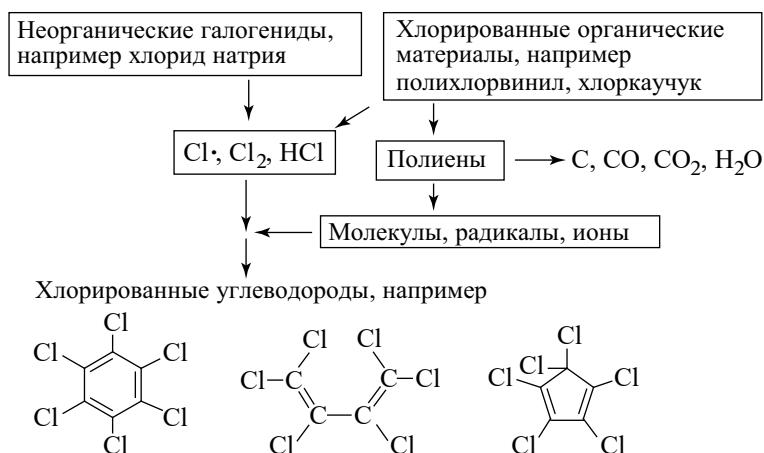 Неорганические галогениды,
например хлорид натрия
Хлорированные органические
материалы, например
полихлорвинил, хлоркаучук
Cl·, Cl2, HCl
Полиены
C, CO, CO2, H2O
Молекулы, радикалы, ионы
Хлорированные углеводороды, например
Cl
Cl
Cl
Cl
Cl
Cl
Cl
Cl
Cl
Cl
C
C
C
C
Cl
Cl
Cl
Cl
Cl
Cl
Cl
Cl